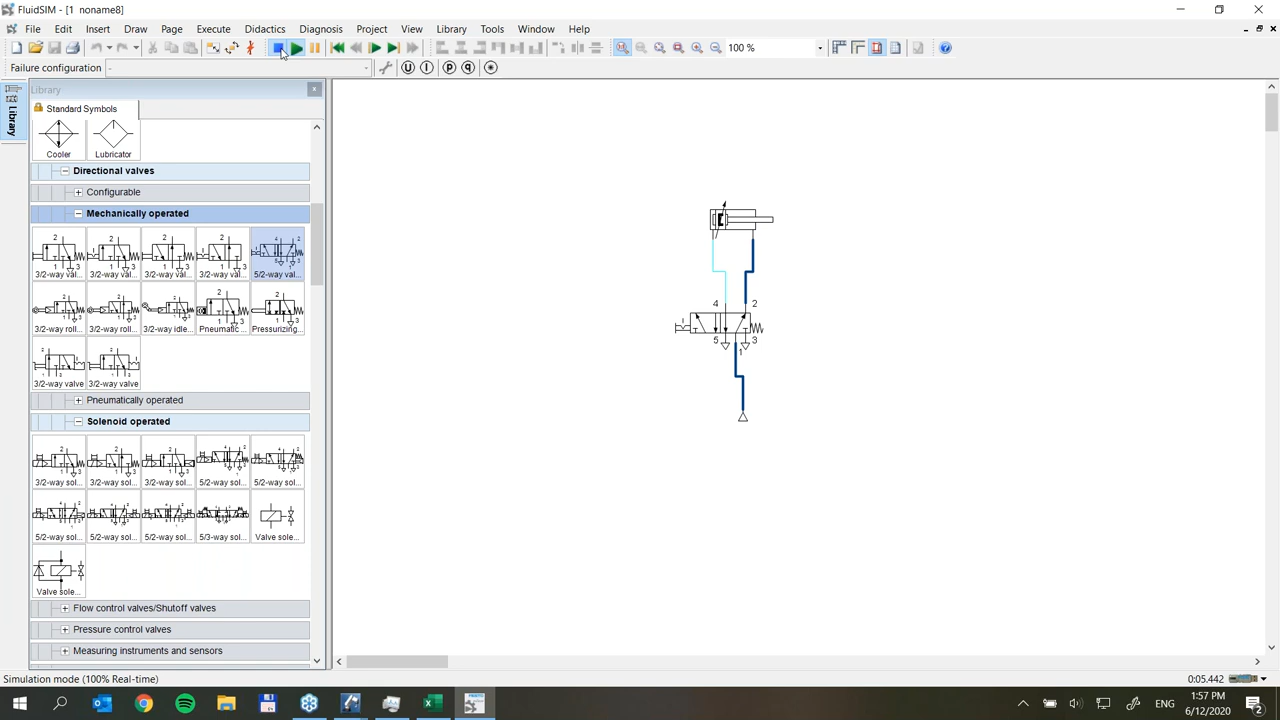 FluidSIM - [1 noname8]
File Edit Insert Draw Page Execute Didactics Diagnosis Project View Library Tools Window Help
100 %
Failure configuration -
Library
Library
Standard Symbols
Cooler Lubricator
Directional valves
Configurable
Mechanically operated
3/2-way val... 3/2-way val... 3/2-way val... 3/2-way val... 5/2-way val...
3/2-way roll... 3/2-way roll... 3/2-way idle... Pneumatic ... Pressurizing...
3/2-way valve 3/2-way valve
Pneumatically operated
Solenoid operated
3/2-way sol... 3/2-way sol... 3/2-way sol... 5/2-way sol... 5/2-way sol...
5/2-way sol... 5/2-way sol... 5/2-way sol... 5/3-way sol... Valve sole...
Valve sole...
Flow control valves/Shutoff valves
Pressure control valves
Measuring instruments and sensors
4 2
5 1 3
Simulation mode (100% Real-time)
0:05.442
ENG
1:57 PM
6/12/2020
2